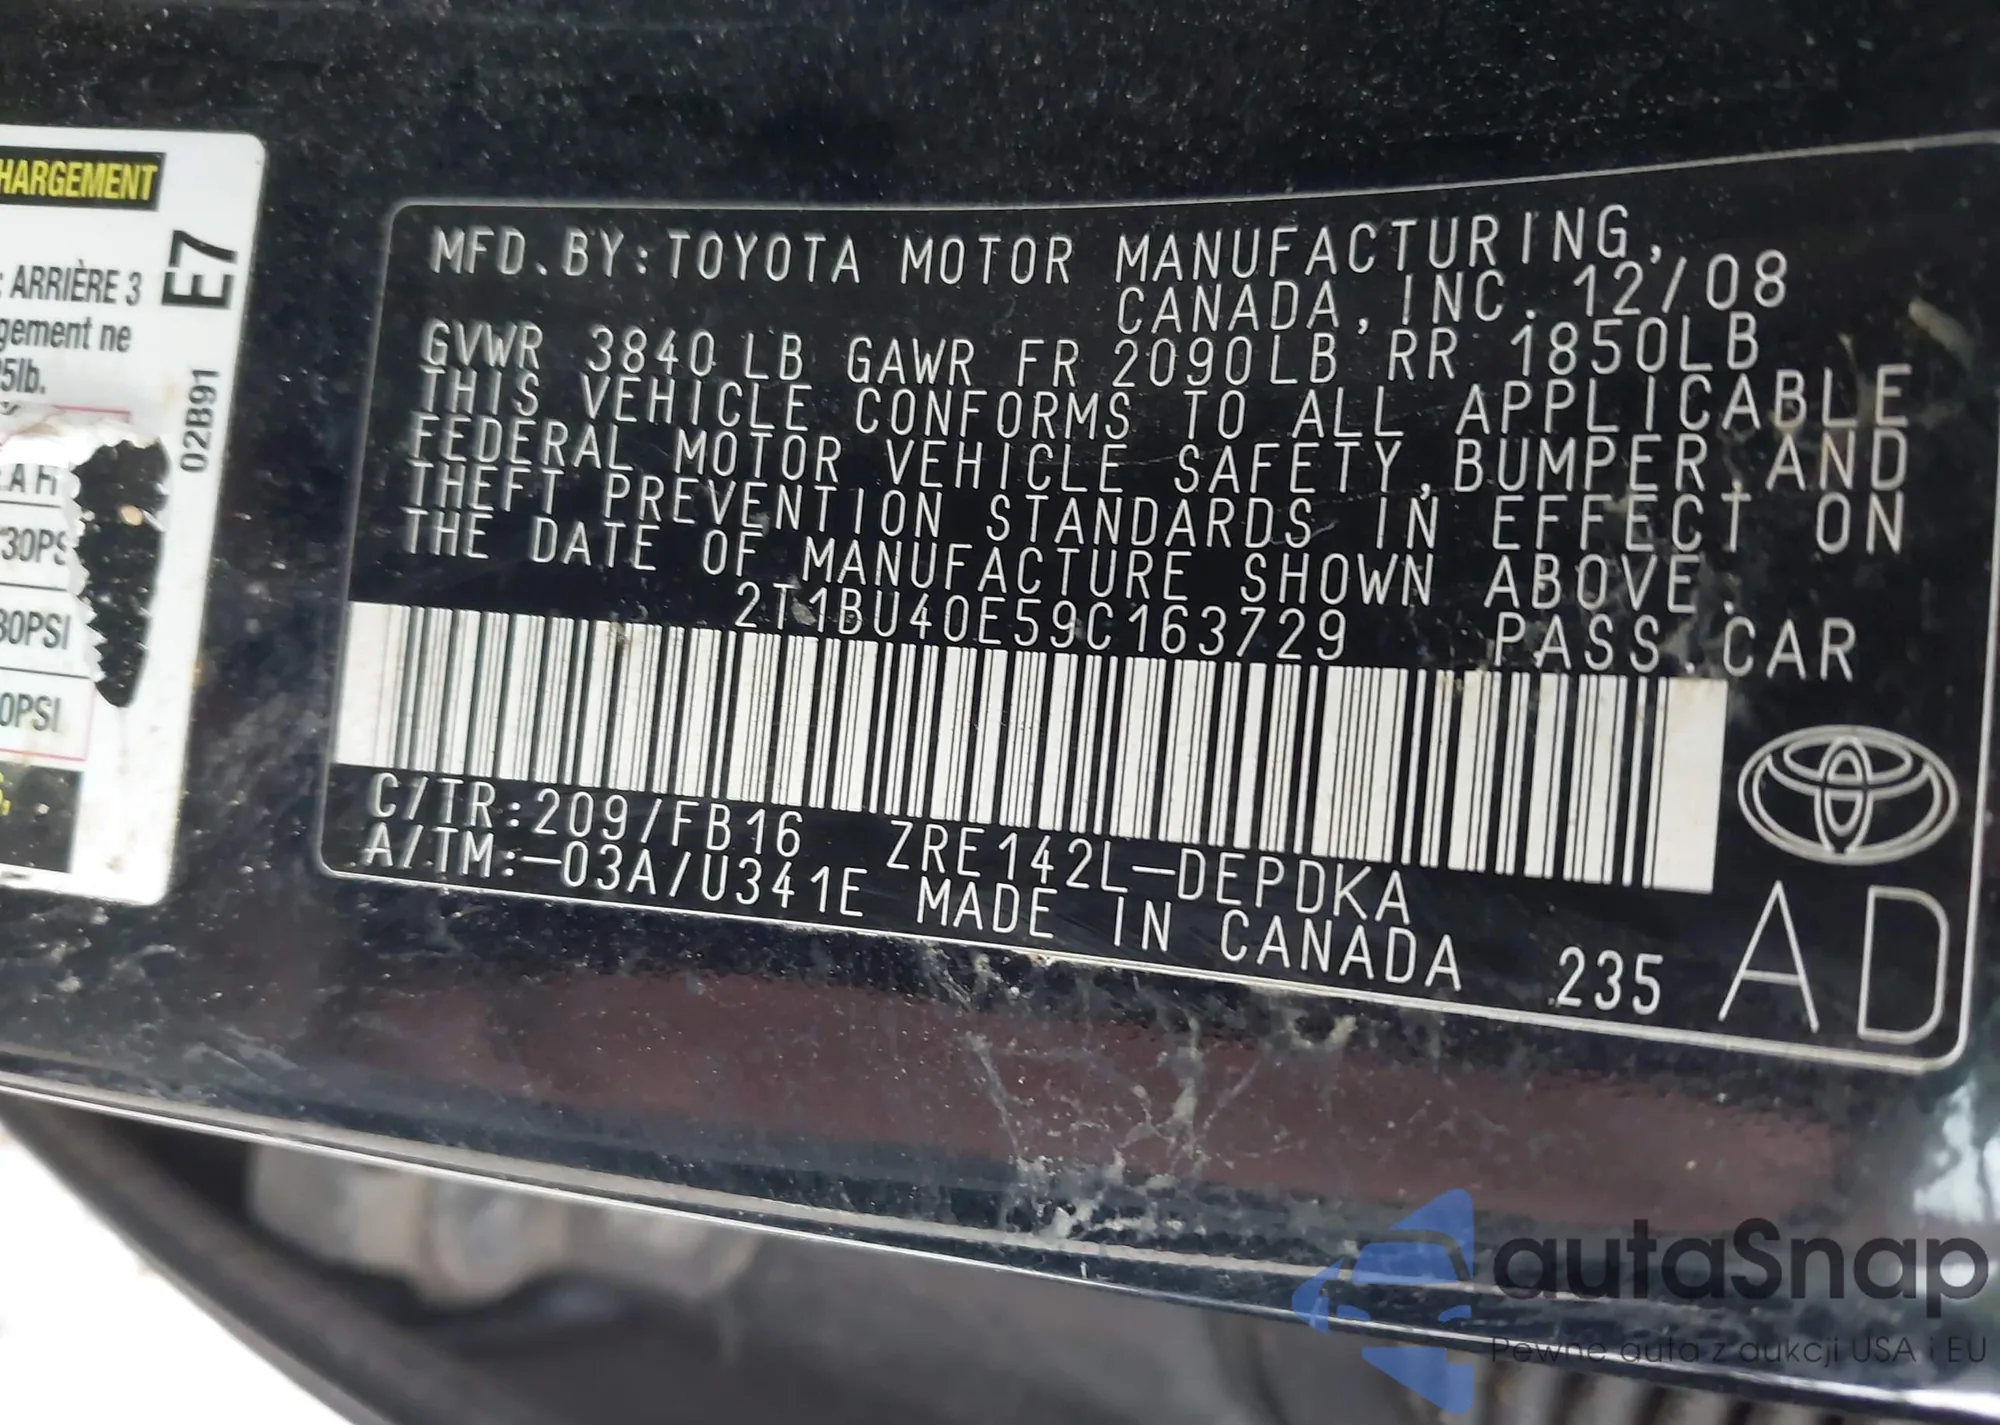 HARGEMENT
E7
: ARRIÈRE 3
gement ne
5lb.
02B91
30PSI
0PSI
MFD.BY:TOYOTA MOTOR MANUFACTURING,
CANADA, INC. 12/08
GVWR 3840 LB GAWR FR 2090LB RR 1850LB
THIS VEHICLE CONFORMS TO ALL APPLICABLE
FEDERAL MOTOR VEHICLE SAFETY,BUMPER,AND
THEFT PREVENTION STANDARDS IN EFFECT ON
THE DATE OF MANUFACTURE SHOWN ABOVE.
2T1BU40E59C163729 PASS.CAR
C/TR:209/FB16 ZRE142L-DEPDKA
A/TM:-03A/U341E MADE IN CANADA 235 AD
autaSnap
Pewne auta z aukcji USA i EU